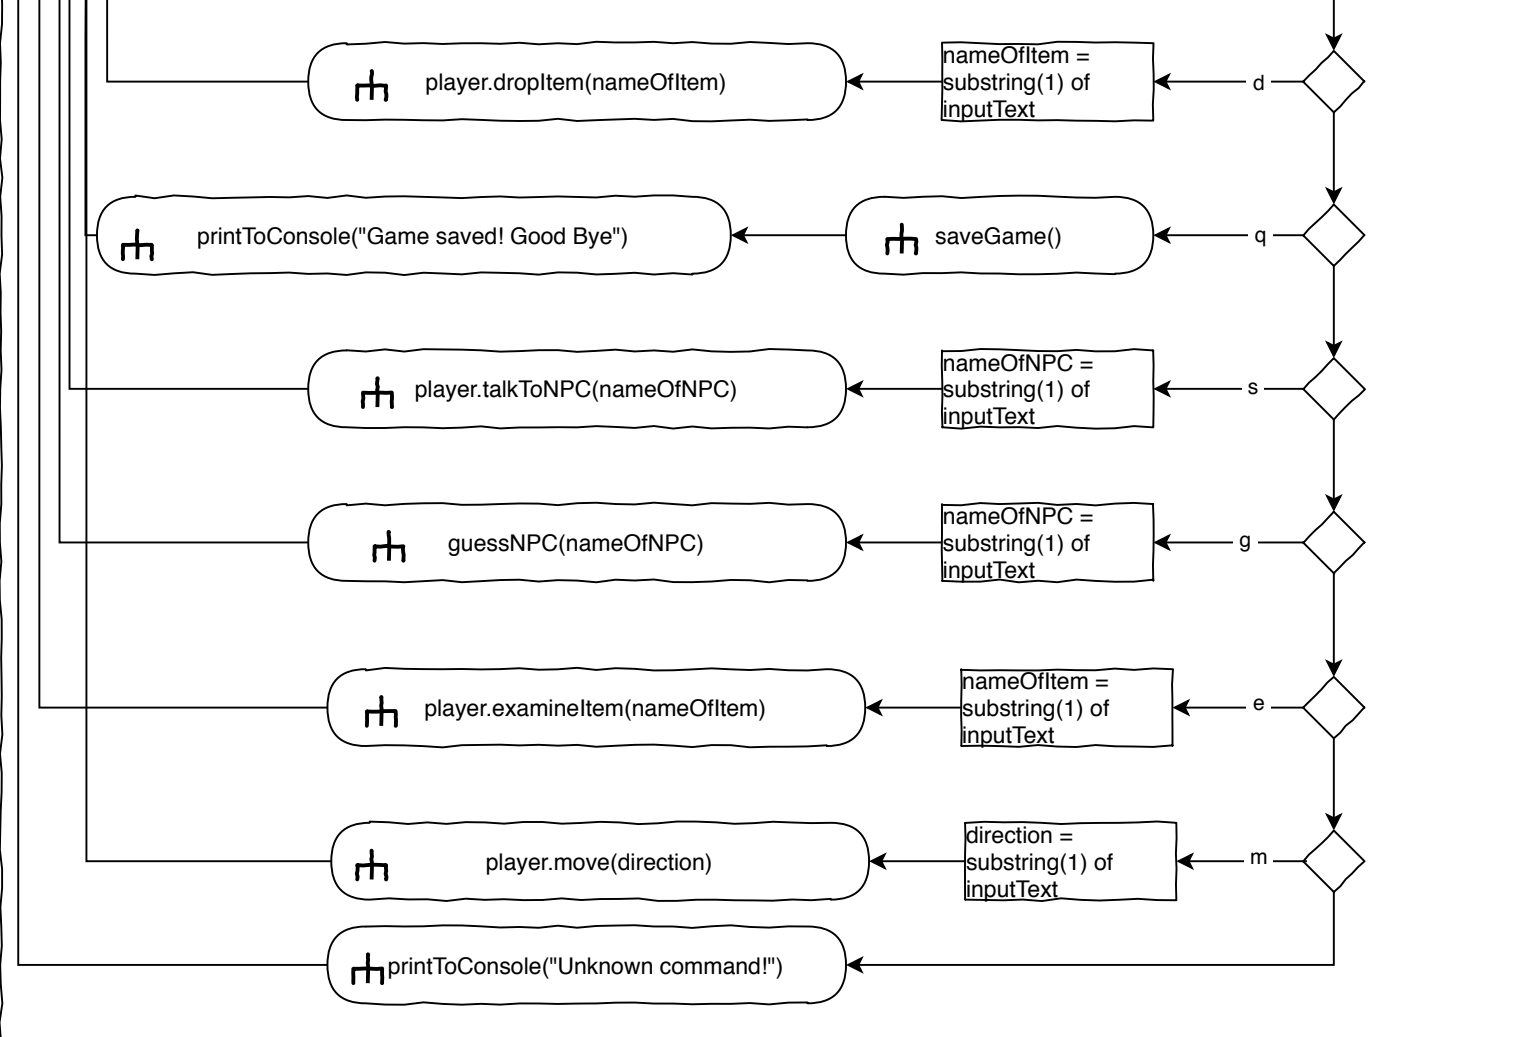 player.dropItem(nameOfItem)
nameOfItem =
substring(1) of
inputText
d
printToConsole("Game saved! Good Bye")
saveGame()
q
player.talkToNPC(nameOfNPC)
nameOfNPC =
substring(1) of
inputText
s
guessNPC(nameOfNPC)
nameOfNPC =
substring(1) of
inputText
g
player.examineItem(nameOfItem)
nameOfItem =
substring(1) of
inputText
e
player.move(direction)
direction =
substring(1) of
inputText
m
printToConsole("Unknown command!")